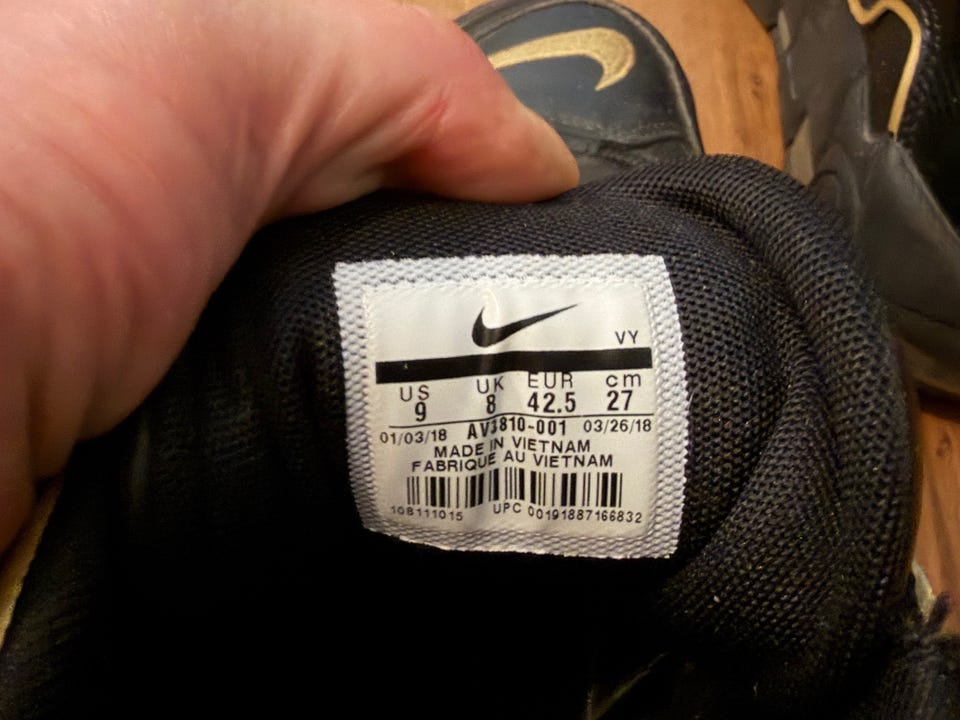 VY
US UK EUR cm
9 8 42.5 27
01/03/18 AV3810-001 03/26/18
MADE IN VIETNAM
FABRIQUE AU VIETNAM
108111015 UPC 00191887166832